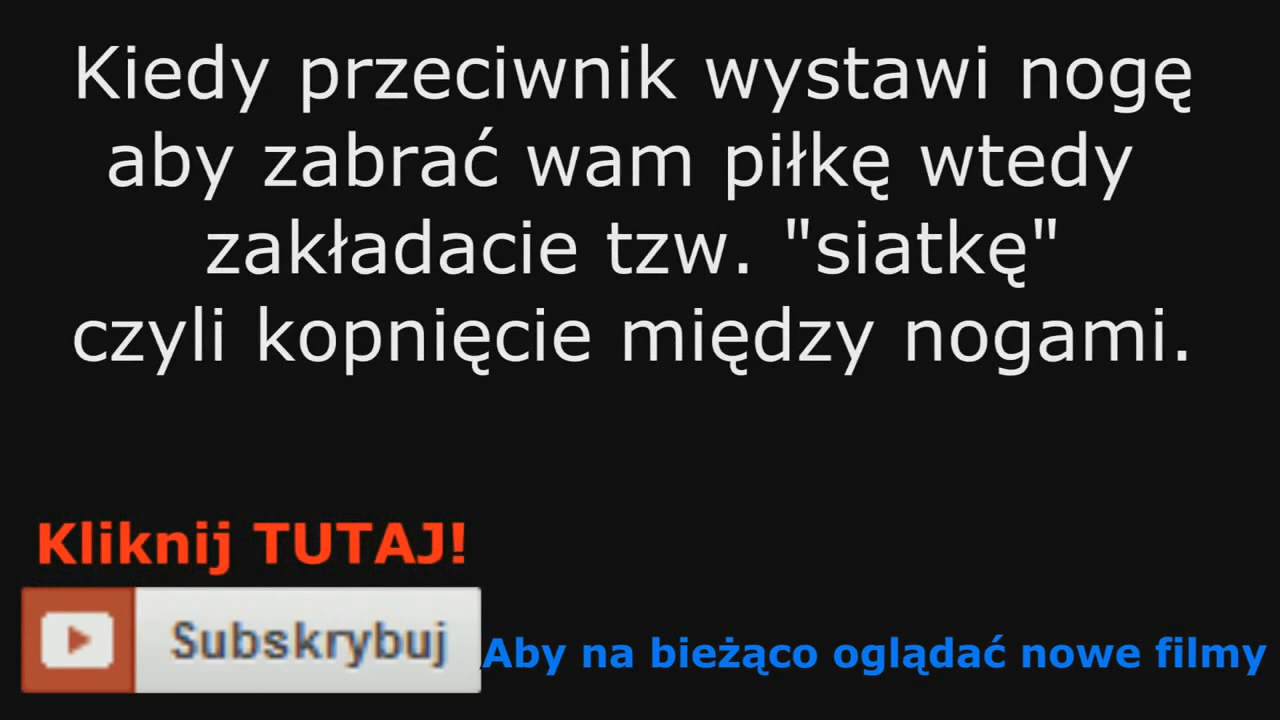 Kiedy przeciwnik wystawi nogę
aby zabrać wam piłkę wtedy
zakładacie tzw. "siatkę"
czyli kopnięcie między nogami.
Kliknij TUTAJ!
Subskrybuj
Aby na bieżąco oglądać nowe filmy